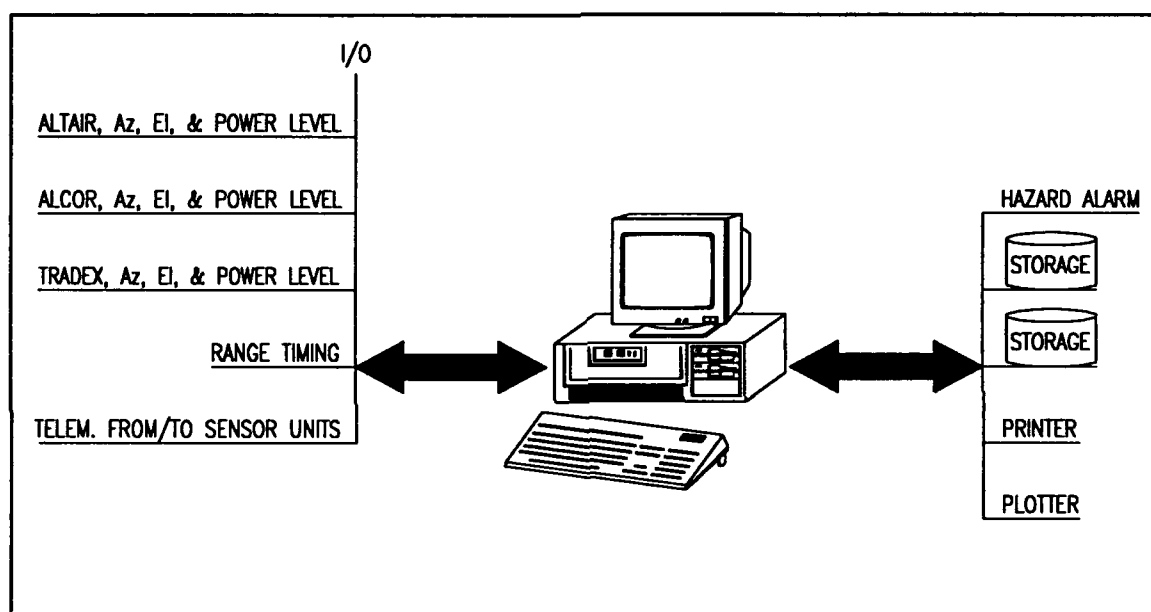 I/O
ALTAIR, Az, El, & POWER LEVEL
ALCOR, Az, El, & POWER LEVEL
TRADEX, Az, El, & POWER LEVEL
RANGE TIMING
TELEM. FROM/TO SENSOR UNITS
HAZARD ALARM
STORAGE
STORAGE
PRINTER
PLOTTER